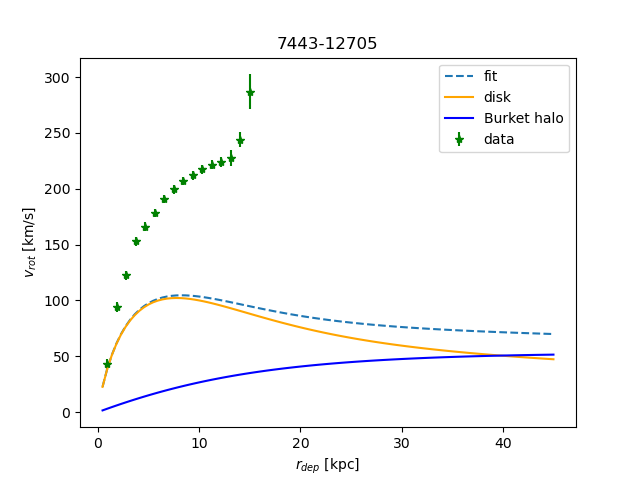 7443-12705
fit
disk
Burket halo
data
300
250
200
150
100
50
0
v_rot [km/s]
0 10 20 30 40
r_dep [kpc]